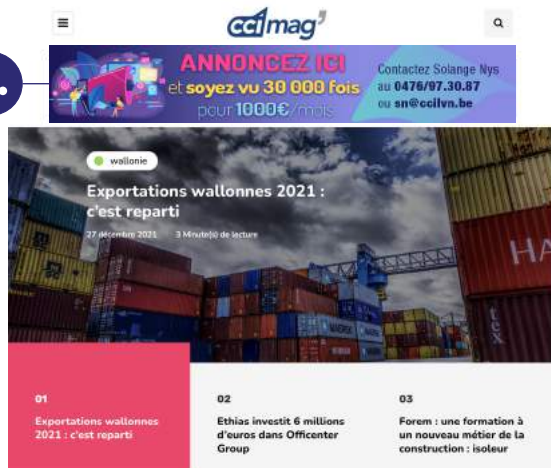 ccimag'
ANNONCEZ ICI
et soyez vu 30 000 fois
pour 1000€/mois
Contactez Solange Nys
au 0476/97.30.87
ou sn@ccilvn.be
wallonie
Exportations wallonnes 2021 :
c'est reparti
27 décembre 2021 3 Minute(s) de lecture
HA
01
Exportations wallonnes
2021 : c'est reparti
02
Ethias investit 6 millions
d'euros dans Officenter
Group
03
Forem : une formation à
un nouveau métier de la
construction : isoleur